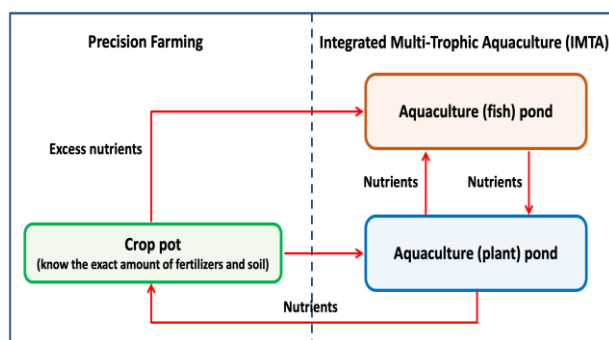 Precision Farming
Integrated Multi-Trophic Aquaculture (IMTA)
Aquaculture (fish) pond
Excess nutrients
Nutrients
Nutrients
Crop pot
(know the exact amount of fertilizers and soil)
Aquaculture (plant) pond
Nutrients